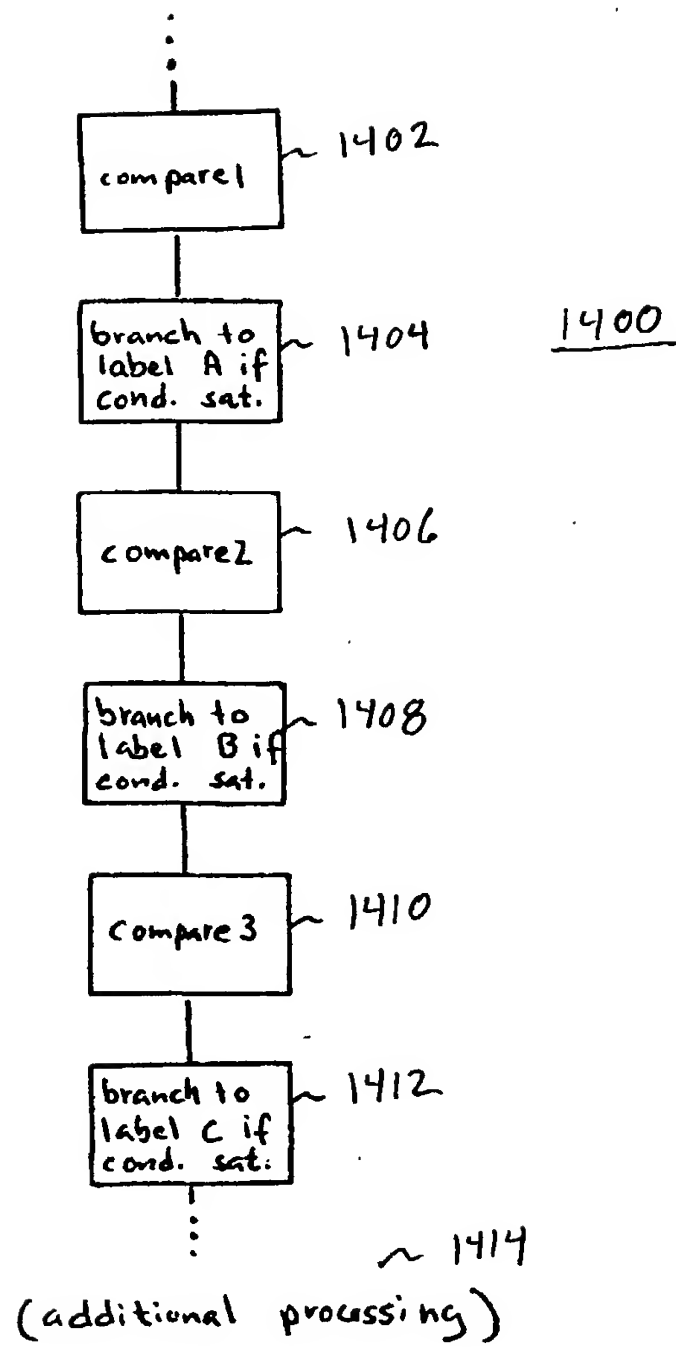 compare1
1402
branch to
label A if
cond. sat.
1404
1400
compare2
1406
branch to
label B if
cond. sat.
1408
compare3
1410
branch to
label C if
cond. sat.
1412
1414
(additional processing)